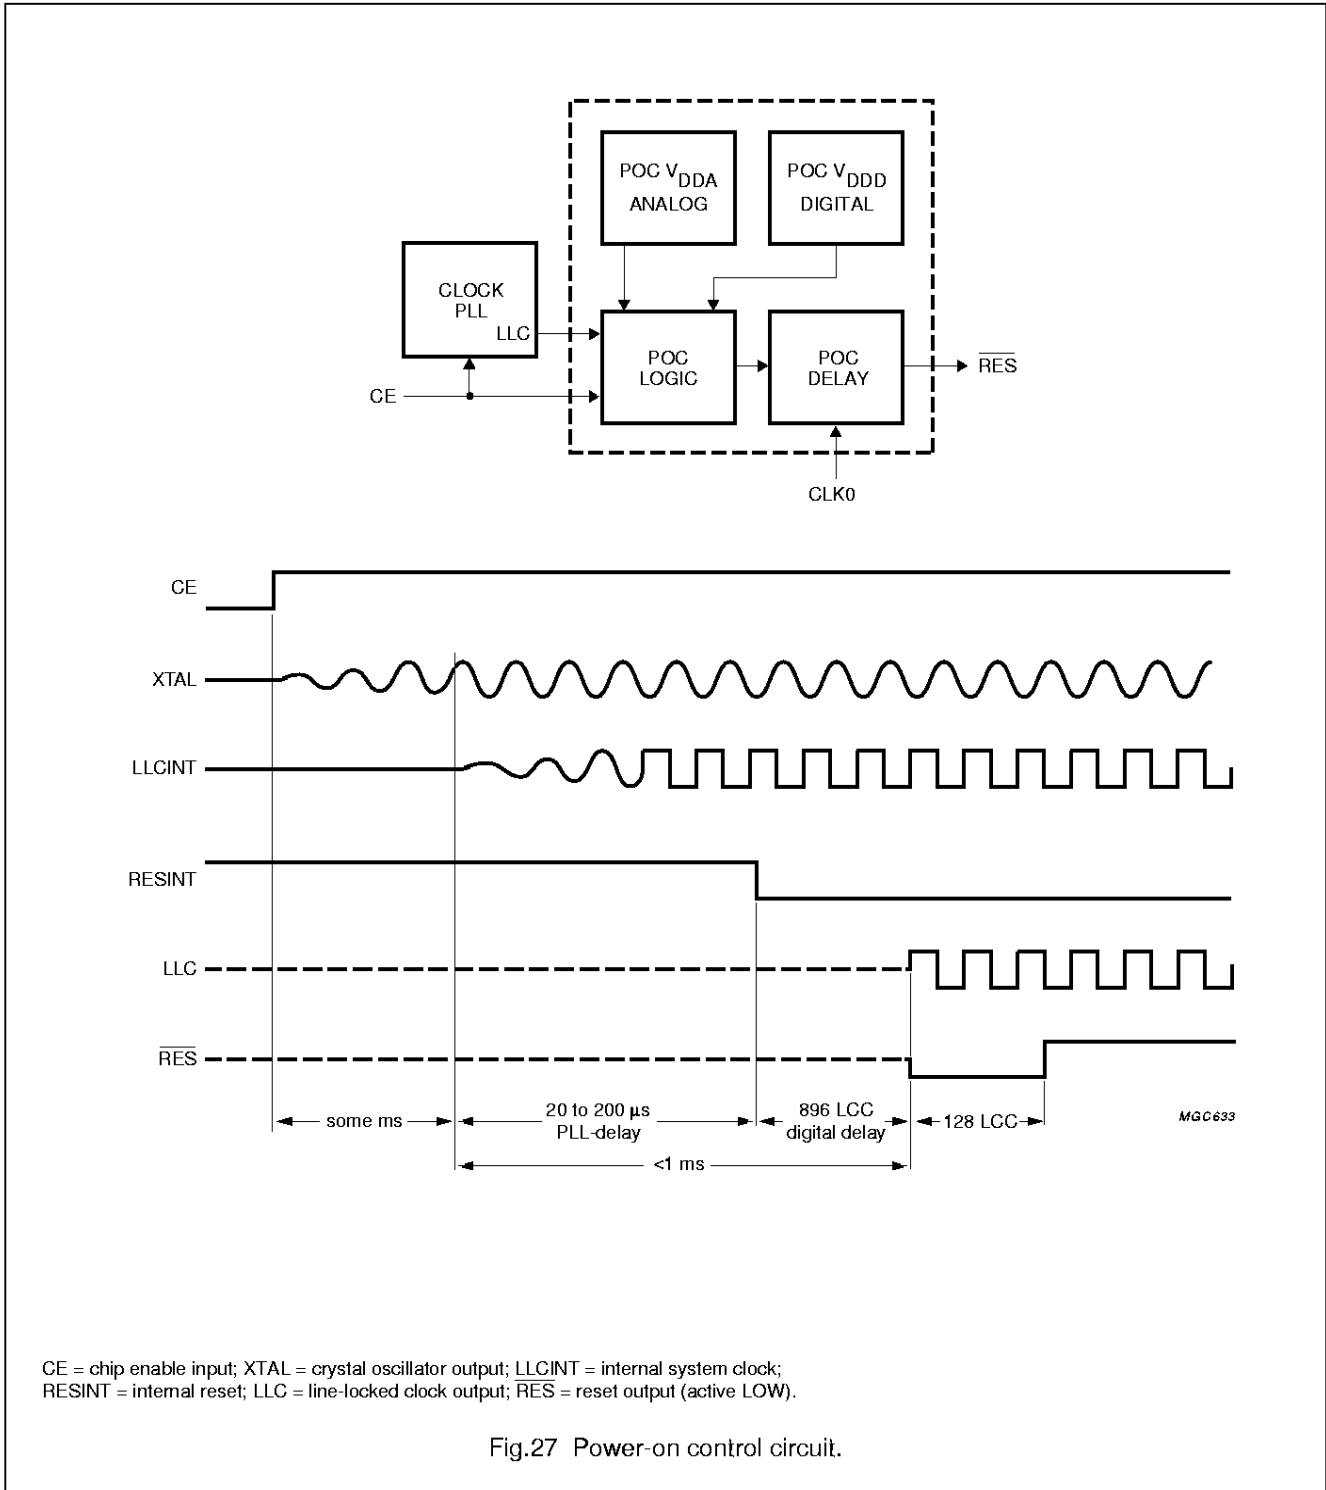 POC VDDA
ANALOG
POC VDDD
DIGITAL
CLOCK
PLL
LLC
POC
LOGIC
POC
DELAY
RES
CE
CLK0
CE
XTAL
LLCINT
RESINT
LLC
RES
some ms
20 to 200 µs
PLL-delay
896 LCC
digital delay
128 LCC
<1 ms
MGC633
CE = chip enable input; XTAL = crystal oscillator output; LLCINT = internal system clock;
RESINT = internal reset; LLC = line-locked clock output; RES = reset output (active LOW).
Fig.27 Power-on control circuit.